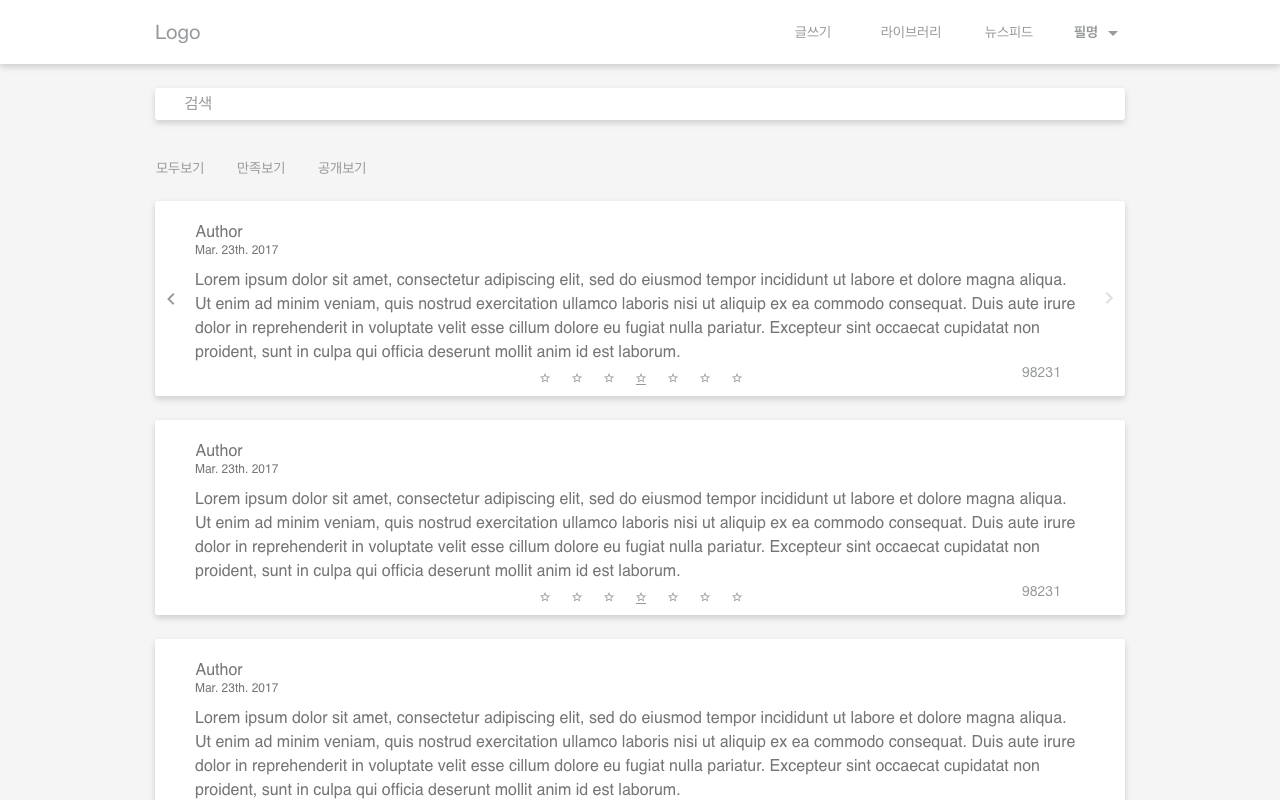 Logo
글쓰기 라이브러리 뉴스피드 필명
검색
모두보기 만족보기 공개보기
Author
Mar. 23th. 2017
Lorem ipsum dolor sit amet, consectetur adipiscing elit, sed do eiusmod tempor incididunt ut labore et dolore magna aliqua.
Ut enim ad minim veniam, quis nostrud exercitation ullamco laboris nisi ut aliquip ex ea commodo consequat. Duis aute irure
dolor in reprehenderit in voluptate velit esse cillum dolore eu fugiat nulla pariatur. Excepteur sint occaecat cupidatat non
proident, sunt in culpa qui officia deserunt mollit anim id est laborum.
98231
Author
Mar. 23th. 2017
Lorem ipsum dolor sit amet, consectetur adipiscing elit, sed do eiusmod tempor incididunt ut labore et dolore magna aliqua.
Ut enim ad minim veniam, quis nostrud exercitation ullamco laboris nisi ut aliquip ex ea commodo consequat. Duis aute irure
dolor in reprehenderit in voluptate velit esse cillum dolore eu fugiat nulla pariatur. Excepteur sint occaecat cupidatat non
proident, sunt in culpa qui officia deserunt mollit anim id est laborum.
98231
Author
Mar. 23th. 2017
Lorem ipsum dolor sit amet, consectetur adipiscing elit, sed do eiusmod tempor incididunt ut labore et dolore magna aliqua.
Ut enim ad minim veniam, quis nostrud exercitation ullamco laboris nisi ut aliquip ex ea commodo consequat. Duis aute irure
dolor in reprehenderit in voluptate velit esse cillum dolore eu fugiat nulla pariatur. Excepteur sint occaecat cupidatat non
proident, sunt in culpa qui officia deserunt mollit anim id est laborum.